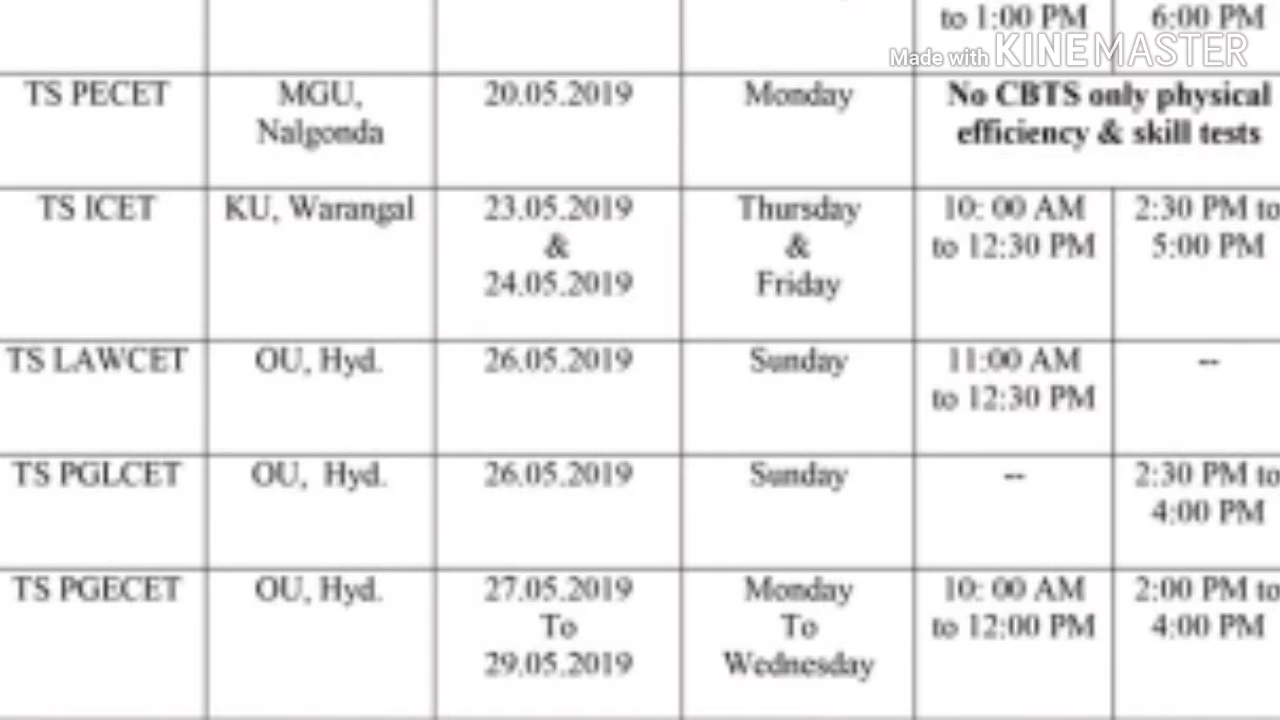 to 1:00 PM
6:00 PM
Made with KINEMASTER
TS PECET
MGU,
Nalgonda
20.05.2019
Monday
No CBTS only physical
efficiency & skill tests
TS ICET
KU, Warangal
23.05.2019
&
24.05.2019
Thursday
&
Friday
10: 00 AM
to 12:30 PM
2:30 PM to
5:00 PM
TS LAWCET
OU, Hyd.
26.05.2019
Sunday
11:00 AM
to 12:30 PM
--
TS PGLCET
OU, Hyd.
26.05.2019
Sunday
--
2:30 PM to
4:00 PM
TS PGECET
OU, Hyd.
27.05.2019
To
29.05.2019
Monday
To
Wednesday
10: 00 AM
to 12:00 PM
2:00 PM to
4:00 PM